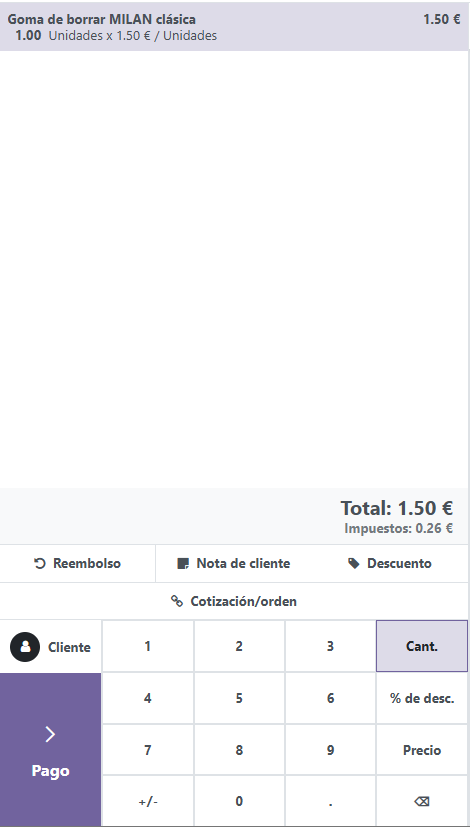 Goma de borrar MILAN clásica 1.50 €
1.00 Unidades x 1.50 € / Unidades
Total: 1.50 €
Impuestos: 0.26 €
Reembolso Nota de cliente Descuento
Cotización/orden
Cliente 1 2 3 Cant.
4 5 6 % de desc.
Pago 7 8 9 Precio
+/- 0 .